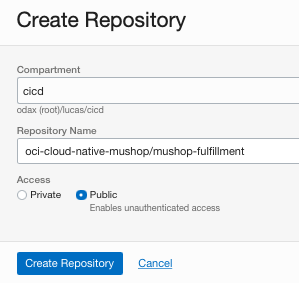 Create Repository
Compartment
cicd
odax (root)/lucas/cicd
Repository Name
oci-cloud-native-mushop/mushop-fulfillment
Access
Private Public
Enables unauthenticated access
Create Repository Cancel